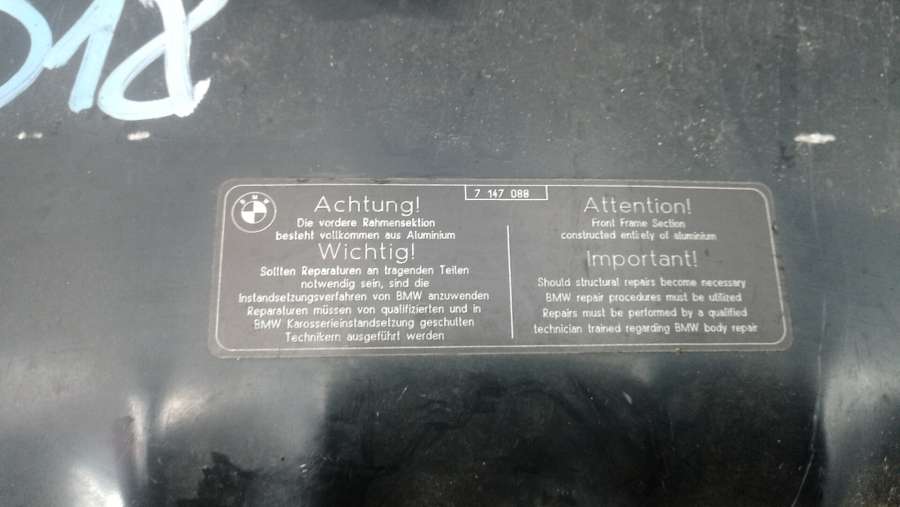 7 147 088
Achtung!
Die vordere Rahmensektion
besteht vollkommen aus Aluminium
Wichtig!
Sollten Reparaturen an tragenden Teilen
notwendig sein, sind die
Instandsetzungsverfahren von BMW anzuwenden
Reparaturen müssen von qualifizierten und in
BMW Karosserieinstandsetzung geschulten
Technikern ausgeführt werden
Attention!
Front Frame Section
constructed entirely of aluminium
Important!
Should structural repairs become necessary
BMW repair procedures must be utilized
Repairs must be performed by a qualified
technician trained regarding BMW body repair